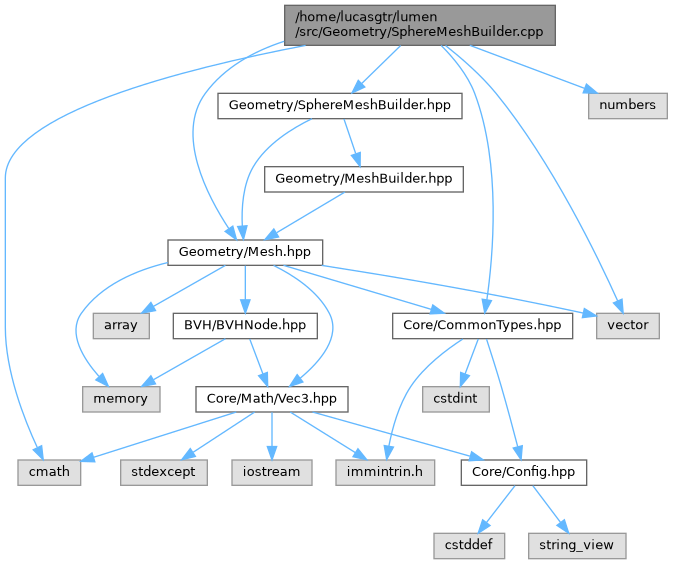 /home/lucasgtr/lumen
/src/Geometry/SphereMeshBuilder.cpp
Geometry/SphereMeshBuilder.hpp
numbers
Geometry/MeshBuilder.hpp
Geometry/Mesh.hpp
array
BVH/BVHNode.hpp
Core/CommonTypes.hpp
vector
memory
Core/Math/Vec3.hpp
cstdint
cmath
stdexcept
iostream
immintrin.h
Core/Config.hpp
cstddef
string_view